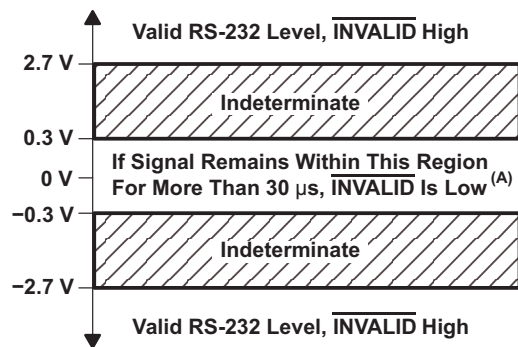 Valid RS-232 Level, INVALID High
2.7 V
Indeterminate
0.3 V
If Signal Remains Within This Region
0 V
For More Than 30 µs, INVALID Is Low (A)
−0.3 V
Indeterminate
−2.7 V
Valid RS-232 Level, INVALID High